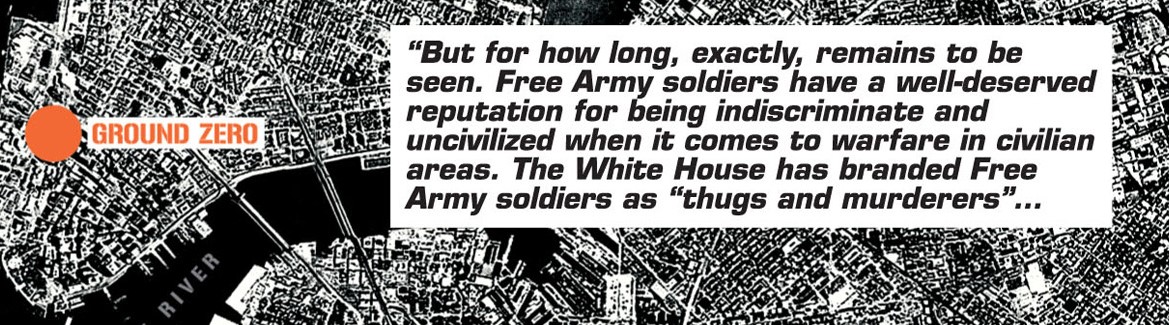 “But for how long, exactly, remains to be
seen. Free Army soldiers have a well-deserved
reputation for being indiscriminate and
uncivilized when it comes to warfare in civilian
areas. The White House has branded Free
Army soldiers as “thugs and murderers”...
GROUND ZERO
RIVER